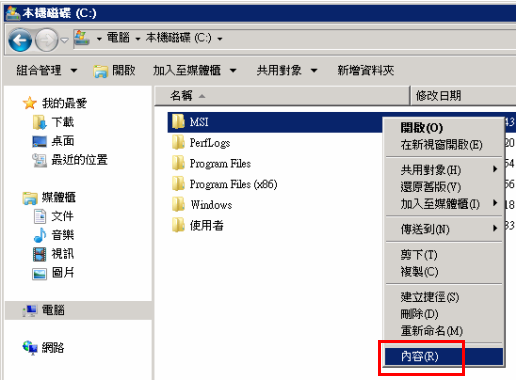 本機磁碟 (C:)
電腦 本機磁碟 (C:)
組合管理 開啟 加入至媒體櫃 共用對象 新增資料夾
我的最愛
下載
桌面
最近的位置
媒體櫃
文件
音樂
視訊
圖片
電腦
網路
名稱 修改日期
MSI 43
PerfLogs 20
Program Files 54
Program Files (x86) 56
Windows 18
使用者 33
開啟(O)
在新視窗開啟(E)
共用對象(H)
還原舊版(V)
加入至媒體櫃(I)
傳送到(N)
剪下(T)
複製(C)
建立捷徑(S)
刪除(D)
重新命名(M)
內容(R)